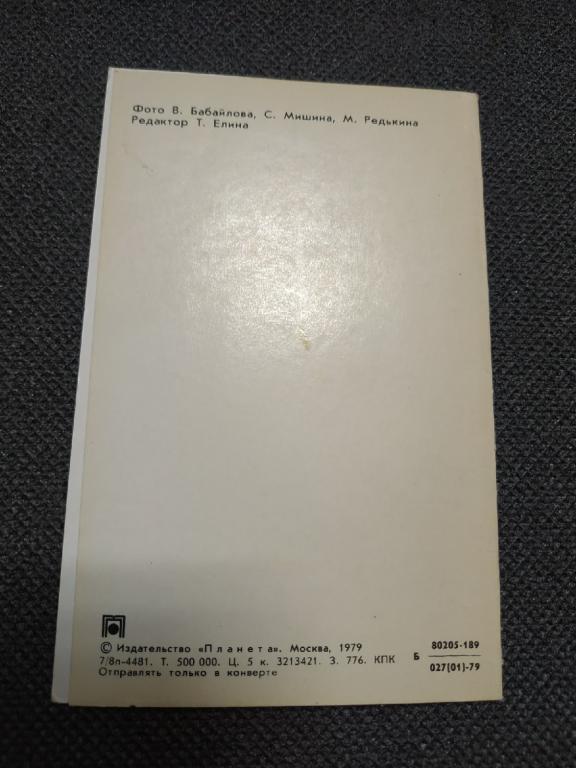 Фото В. Бабайлова, С. Мишина, М. Редькина
Редактор Т. Елина
© Издательство «Планета». Москва, 1979
7/8п-4481. Т. 500 000. Ц. 5 к. 3213421. З. 776. КПК
Отправлять только в конверте
Б 80205-189
027(01)-79